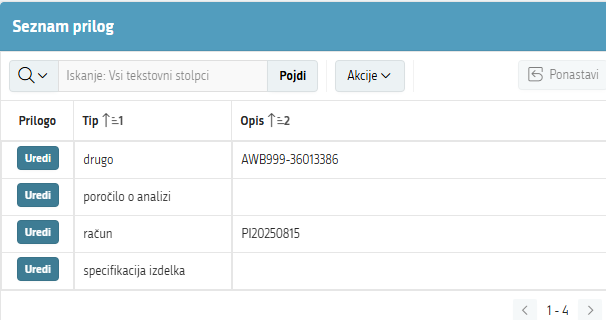 Seznam prilog
Iskanje: Vsi tekstovni stolpci Pojdi Akcije Ponastavi
Prilogo Tip 1 Opis 2
Uredi drugo AWB999-36013386
Uredi poročilo o analizi
Uredi račun PI20250815
Uredi specifikacija izdelka
1 - 4